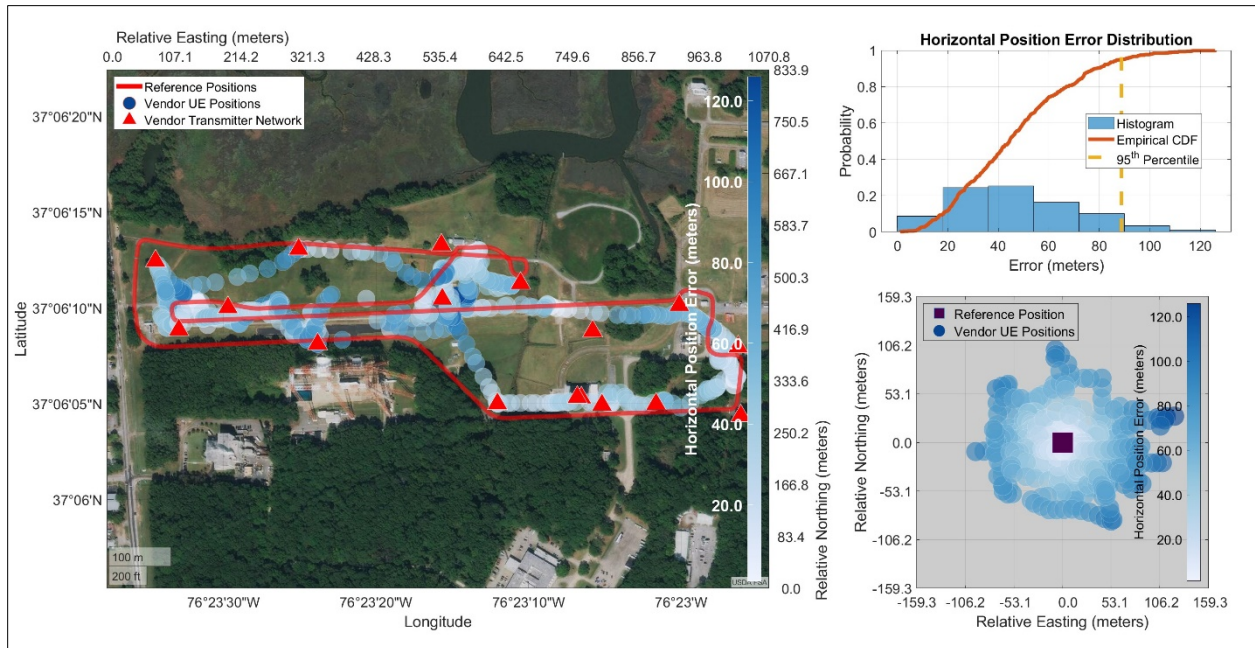 Relative Easting (meters)
0.0 107.1 214.2 321.3 428.3 535.4 642.5 749.6 856.7 963.8 1070.8
Reference Positions
Vendor UE Positions
Vendor Transmitter Network
37°06'20"N
37°06'15"N
37°06'10"N
37°06'05"N
37°06'N
Latitude
100 m
200 ft
76°23'30"W 76°23'20"W 76°23'10"W 76°23'W
Longitude
Horizontal Position Error (meters)
120.0
100.0
80.0
60.0
40.0
20.0
833.9
750.5
667.1
583.7
500.3
416.9
333.6
250.2
166.8
83.4
0.0
Relative Northing (meters)
Horizontal Position Error Distribution
Probability
1
0.8
0.6
0.4
0.2
0
Histogram
Empirical CDF
95th Percentile
0 20 40 60 80 100 120
Error (meters)
Reference Position
Vendor UE Positions
Relative Northing (meters)
159.3
106.2
53.1
0.0
-53.1
-106.2
-159.3
Horizontal Position Error (meters)
120.0
100.0
80.0
60.0
40.0
20.0
-159.3 -106.2 -53.1 0.0 53.1 106.2 159.3
Relative Easting (meters)